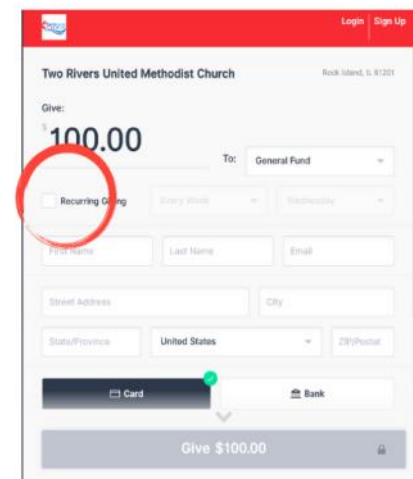 Login Sign Up
Two Rivers United Methodist Church Rock Island, IL 61201
Give:
$ 100.00
To: General Fund
Recurring Giving Every Week Wednesday
First Name Last Name Email
Street Address City
State/Province United States ZIP/Postal
Card Bank
Give $100.00